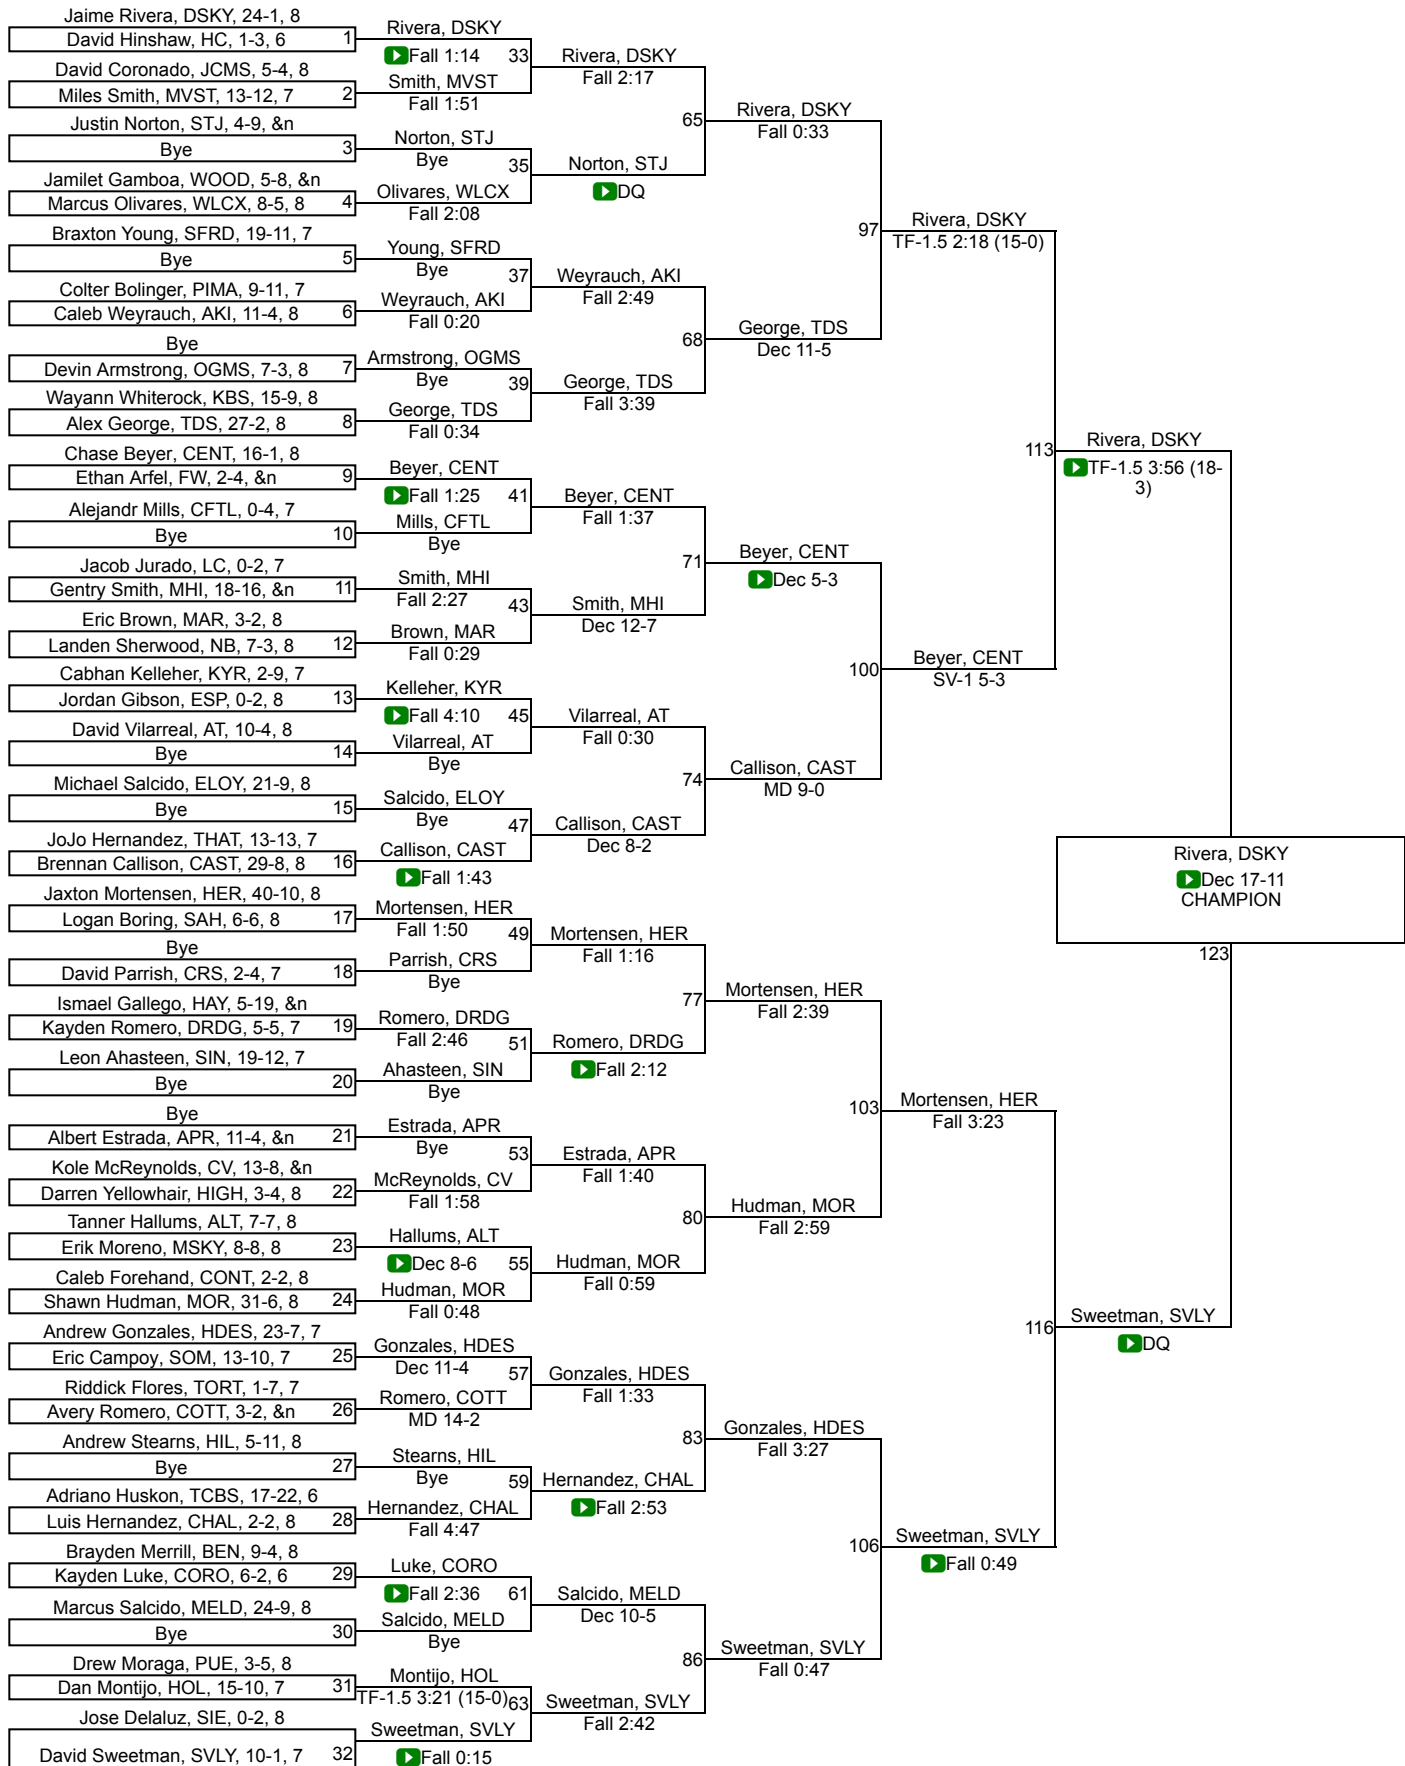 Jaime Rivera, DSKY, 24-1, 8
David Hinshaw, HC, 1-3, 6
1
David Coronado, JCMS, 5-4, 8
Miles Smith, MVST, 13-12, 7
2
Justin Norton, STJ, 4-9, &n
Bye
3
Jamilet Gamboa, WOOD, 5-8, &n
Marcus Olivares, WLCX, 8-5, 8
4
Braxton Young, SFRD, 19-11, 7
Bye
5
Colter Bolinger, PIMA, 9-11, 7
Caleb Weyrauch, AKI, 11-4, 8
6
Bye
Devin Armstrong, OGMS, 7-3, 8
7
Wayann Whiterock, KBS, 15-9, 8
Alex George, TDS, 27-2, 8
8
Chase Beyer, CENT, 16-1, 8
Ethan Arfel, FW, 2-4, &n
9
Alejandr Mills, CFTL, 0-4, 7
Bye
10
Jacob Jurado, LC, 0-2, 7
Gentry Smith, MHI, 18-16, &n
11
Eric Brown, MAR, 3-2, 8
Landen Sherwood, NB, 7-3, 8
12
Cabhan Kelleher, KYR, 2-9, 7
Jordan Gibson, ESP, 0-2, 8
13
David Vilarreal, AT, 10-4, 8
Bye
14
Michael Salcido, ELOY, 21-9, 8
Bye
15
JoJo Hernandez, THAT, 13-13, 7
Brennan Callison, CAST, 29-8, 8
16
Jaxton Mortensen, HER, 40-10, 8
Logan Boring, SAH, 6-6, 8
17
Bye
David Parrish, CRS, 2-4, 7
18
Ismael Gallego, HAY, 5-19, &n
Kayden Romero, DRDG, 5-5, 7
19
Leon Ahasteen, SIN, 19-12, 7
Bye
20
Bye
Albert Estrada, APR, 11-4, &n
21
Kole McReynolds, CV, 13-8, &n
Darren Yellowhair, HIGH, 3-4, 8
22
Tanner Hallums, ALT, 7-7, 8
Erik Moreno, MSKY, 8-8, 8
23
Caleb Forehand, CONT, 2-2, 8
Shawn Hudman, MOR, 31-6, 8
24
Andrew Gonzales, HDES, 23-7, 7
Eric Campoy, SOM, 13-10, 7
25
Riddick Flores, TORT, 1-7, 7
Avery Romero, COTT, 3-2, &n
26
Andrew Stearns, HIL, 5-11, 8
Bye
27
Adriano Huskon, TCBS, 17-22, 6
Luis Hernandez, CHAL, 2-2, 8
28
Brayden Merrill, BEN, 9-4, 8
Kayden Luke, CORO, 6-2, 6
29
Marcus Salcido, MELD, 24-9, 8
Bye
30
Drew Moraga, PUE, 3-5, 8
Dan Montijo, HOL, 15-10, 7
31
Jose Delaluz, SIE, 0-2, 8
David Sweetman, SVLY, 10-1, 7
32
Rivera, DSKY
Fall 1:14
33
Smith, MVST
Fall 1:51
Norton, STJ
Bye
35
Olivares, WLCX
Fall 2:08
Young, SFRD
Bye
37
Weyrauch, AKI
Fall 0:20
Armstrong, OGMS
Bye
39
George, TDS
Fall 0:34
Beyer, CENT
Fall 1:25
41
Mills, CFTL
Bye
Smith, MHI
Fall 2:27
43
Brown, MAR
Fall 0:29
Kelleher, KYR
Fall 4:10
45
Vilarreal, AT
Bye
Salcido, ELOY
Bye
47
Callison, CAST
Fall 1:43
Mortensen, HER
Fall 1:50
49
Parrish, CRS
Bye
Romero, DRDG
Fall 2:46
51
Ahasteen, SIN
Bye
Estrada, APR
Bye
53
McReynolds, CV
Fall 1:58
Hallums, ALT
Dec 8-6
55
Hudman, MOR
Fall 0:48
Gonzales, HDES
Dec 11-4
57
Romero, COTT
MD 14-2
Stearns, HIL
Bye
59
Hernandez, CHAL
Fall 4:47
Luke, CORO
Fall 2:36
61
Salcido, MELD
Bye
Montijo, HOL
TF-1.5 3:21 (15-0)
63
Sweetman, SVLY
Fall 0:15
Rivera, DSKY
Fall 2:17
65
Norton, STJ
DQ
Weyrauch, AKI
Fall 2:49
68
George, TDS
Fall 3:39
Beyer, CENT
Fall 1:37
71
Smith, MHI
Dec 12-7
Vilarreal, AT
Fall 0:30
74
Callison, CAST
Dec 8-2
Mortensen, HER
Fall 1:16
77
Romero, DRDG
Fall 2:12
Estrada, APR
Fall 1:40
80
Hudman, MOR
Fall 0:59
Gonzales, HDES
Fall 1:33
83
Hernandez, CHAL
Fall 2:53
Salcido, MELD
Dec 10-5
86
Sweetman, SVLY
Fall 2:42
Rivera, DSKY
Fall 0:33
97
George, TDS
Dec 11-5
Beyer, CENT
Dec 5-3
100
Callison, CAST
MD 9-0
Mortensen, HER
Fall 2:39
103
Hudman, MOR
Fall 2:59
Gonzales, HDES
Fall 3:27
106
Sweetman, SVLY
Fall 0:47
Rivera, DSKY
TF-1.5 2:18 (15-0)
113
Beyer, CENT
SV-1 5-3
Mortensen, HER
Fall 3:23
116
Sweetman, SVLY
Fall 0:49
Rivera, DSKY
TF-1.5 3:56 (18-
3)
Sweetman, SVLY
DQ
Rivera, DSKY
Dec 17-11
CHAMPION
123